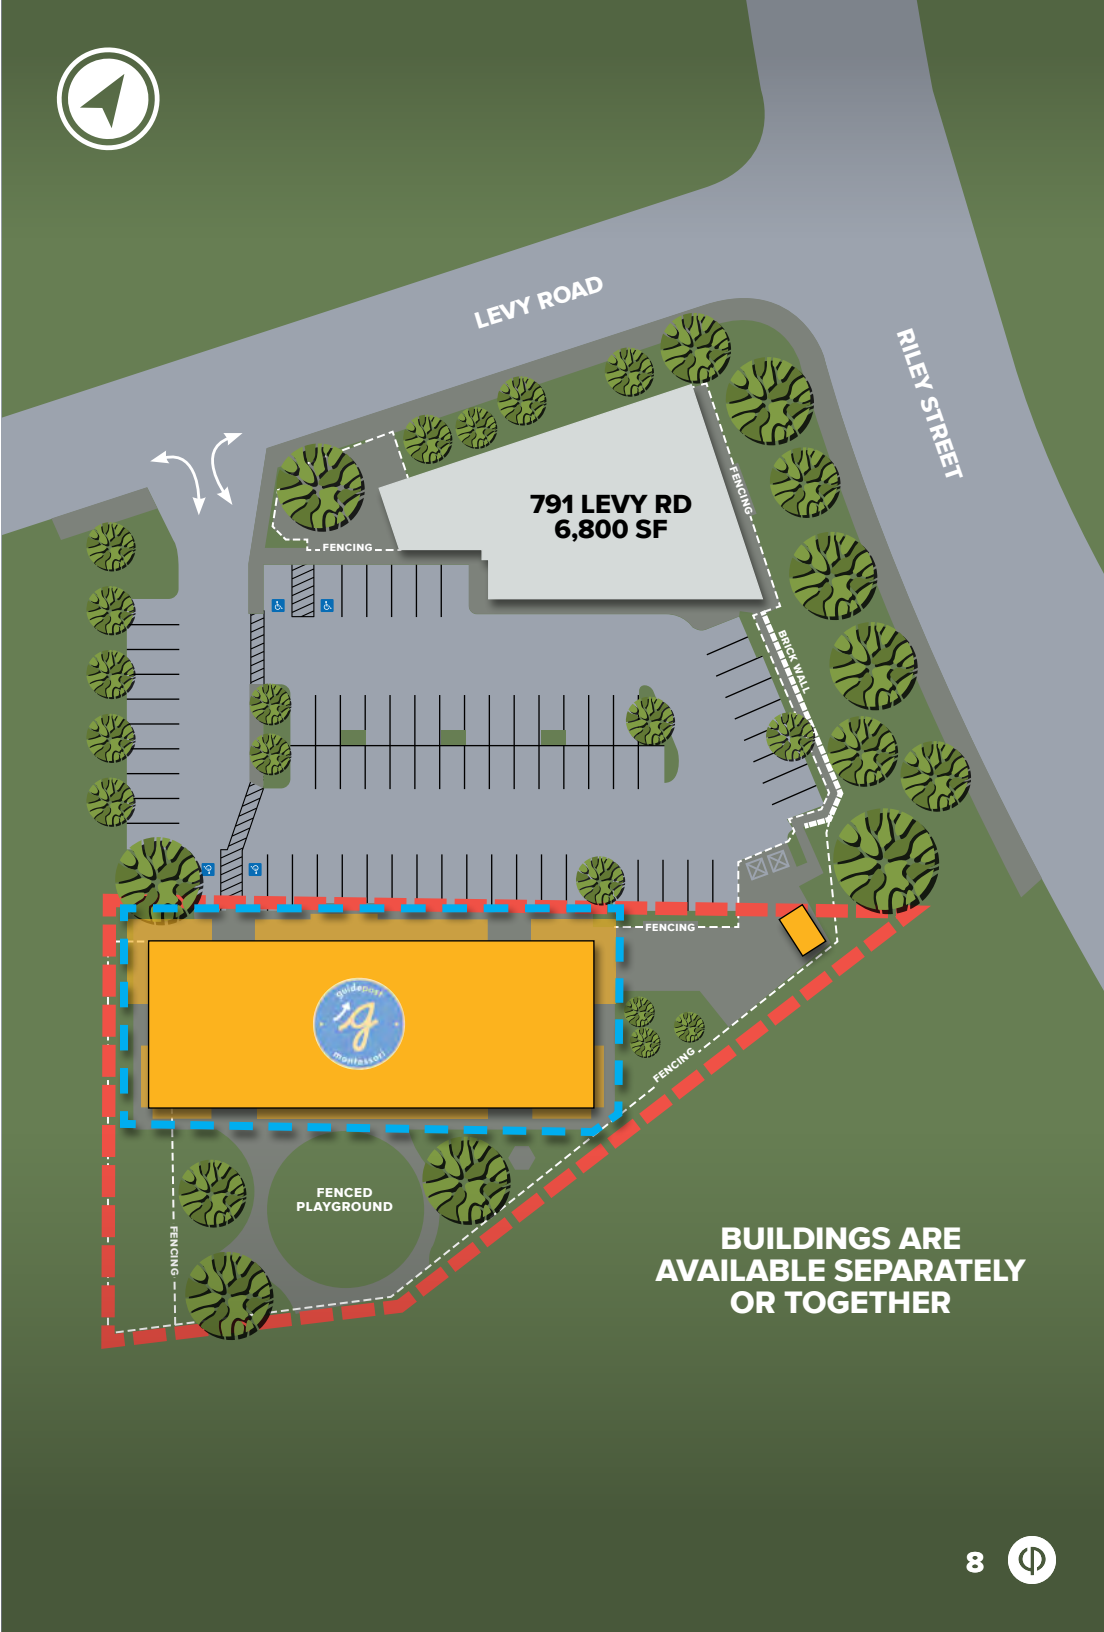 LEVY ROAD
RILEY STREET
791 LEVY RD
6,800 SF
FENCING
FENCING
BRICK WALL
FENCING
guidepost
montessori
FENCING
FENCED
PLAYGROUND
FENCING
BUILDINGS ARE
AVAILABLE SEPARATELY
OR TOGETHER
8